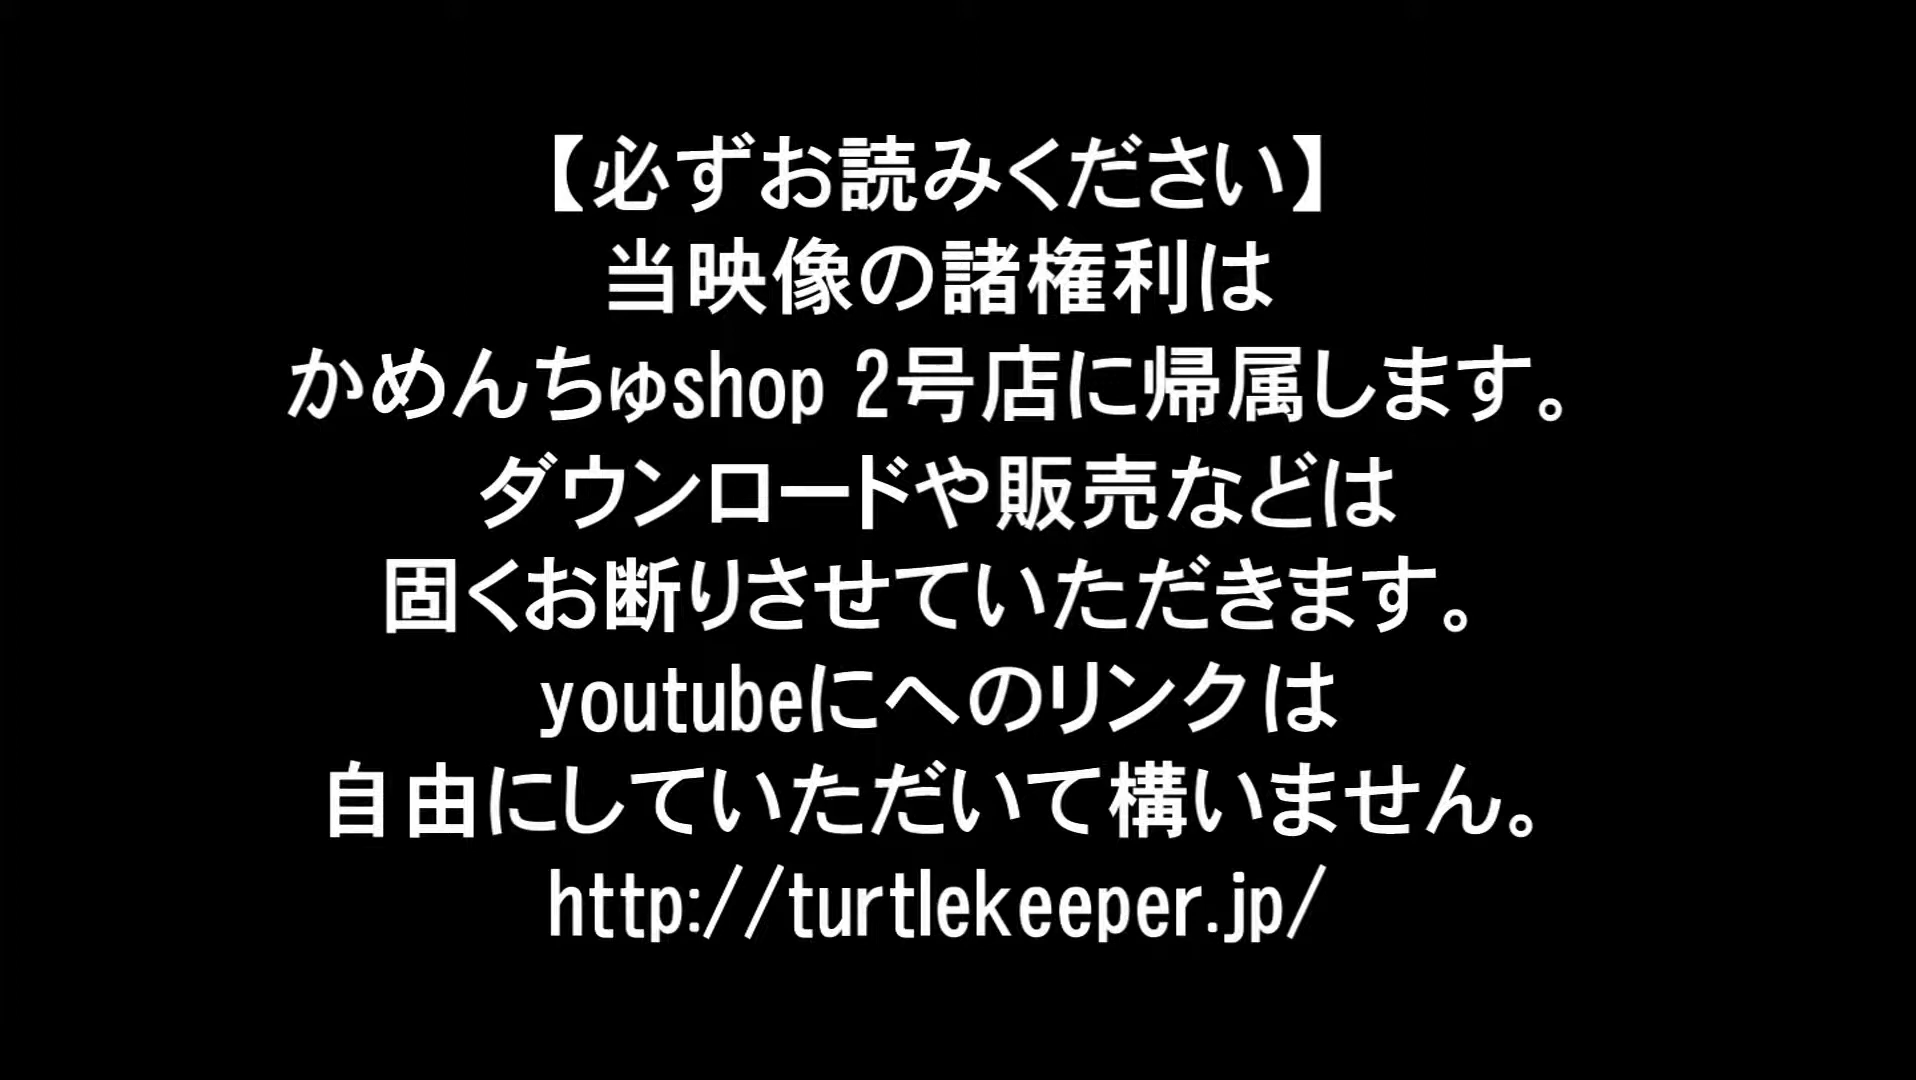 【必ずお読みください】
当映像の諸権利は
かめんちゅshop 2号店に帰属します。
ダウンロードや販売などは
固くお断りさせていただきます。
youtubeにへのリンクは
自由にしていただいて構いません。
http://turtlekeeper.jp/